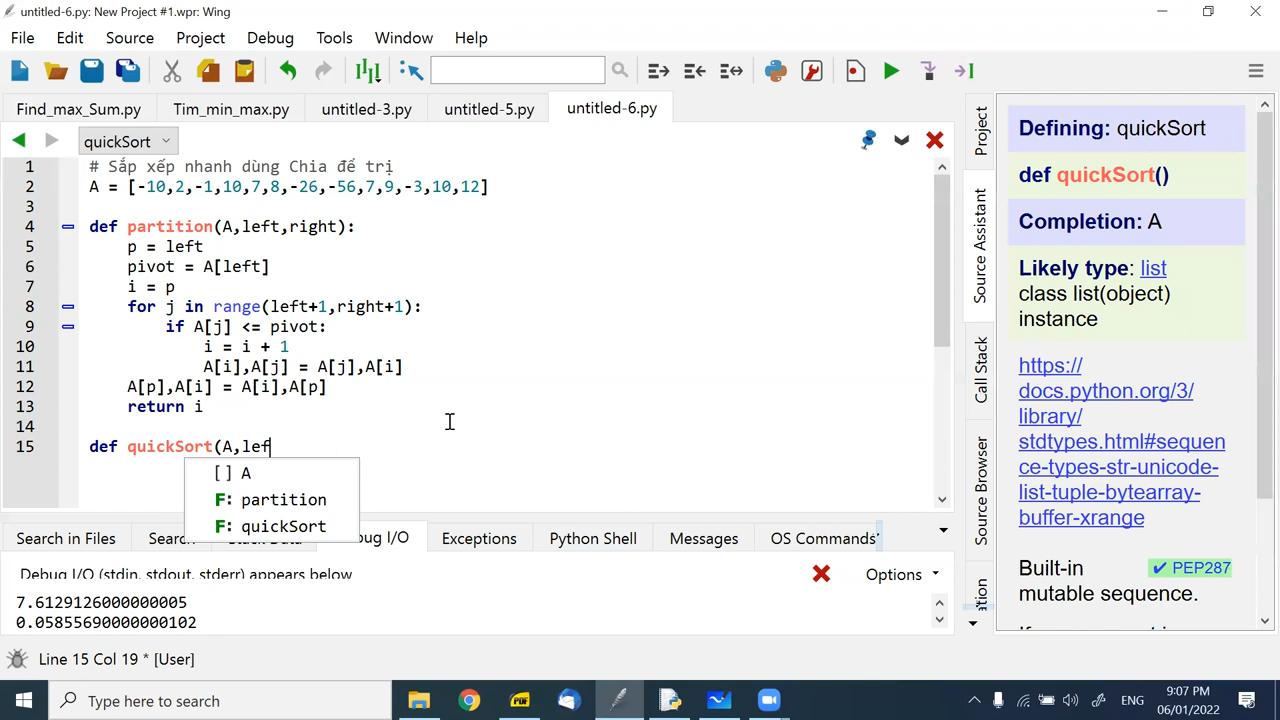 untitled-6.py: New Project #1.wpr: Wing
File Edit Source Project Debug Tools Window Help
Find_max_Sum.py Tim_min_max.py untitled-3.py untitled-5.py untitled-6.py
quickSort
1 # Sắp xếp nhanh dùng Chia để trị
2 A = [-10,2,-1,10,7,8,-26,-56,7,9,-3,10,12]
3
4 def partition(A,left,right):
5 p = left
6 pivot = A[left]
7 i = p
8 for j in range(left+1,right+1):
9 if A[j] <= pivot:
10 i = i + 1
11 A[i],A[j] = A[j],A[i]
12 A[p],A[i] = A[i],A[p]
13 return i
14
15 def quickSort(A,lef
[] A
F: partition
F: quickSort
Search in Files Search Debug I/O Exceptions Python Shell Messages OS Commands
Debug I/O (stdin, stdout, stderr) appears below
Options
7.6129126000000005
0.05855690000000102
Line 15 Col 19 * [User]
Project
Source Assistant
Call Stack
Source Browser
Defining: quickSort
def quickSort()
Completion: A
Likely type: list
class list(object)
instance
https://
docs.python.org/3/
library/
stdtypes.html#sequen
ce-types-str-unicode-
list-tuple-bytearray-
buffer-xrange
Built-in
✔ PEP287
mutable sequence.
Type here to search
PDF
ENG
9:07 PM
06/01/2022